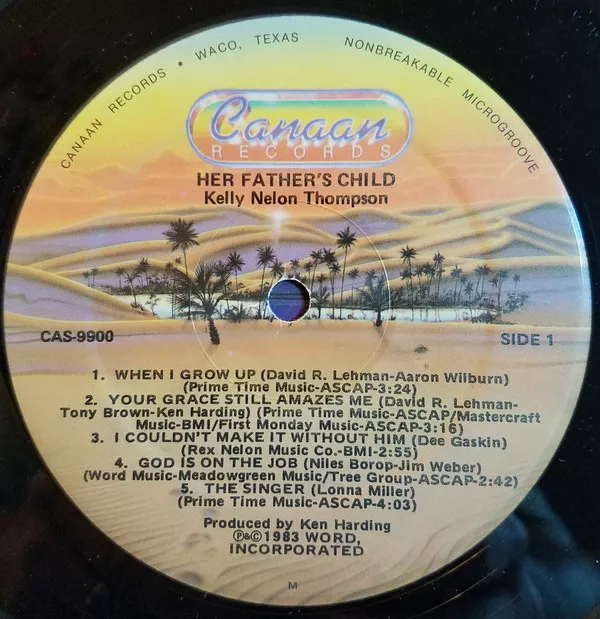 CANAAN RECORDS • WACO, TEXAS NONBREAKABLE MICROGROOVE
Canaan
RECORDS
HER FATHER'S CHILD
Kelly Nelon Thompson
CAS-9900
SIDE 1
1. WHEN I GROW UP (David R. Lehman-Aaron Wilburn)
(Prime Time Music-ASCAP-3:24)
2. YOUR GRACE STILL AMAZES ME (David R. Lehman-
Tony Brown-Ken Harding) (Prime Time Music-ASCAP/Mastercraft
Music-BMI/First Monday Music-ASCAP-3:16)
3. I COULDN'T MAKE IT WITHOUT HIM (Dee Gaskin)
(Rex Nelon Music Co.-BMI-2:55)
4. GOD IS ON THE JOB (Niles Borop-Jim Weber)
(Word Music-Meadowgreen Music/Tree Group-ASCAP-2:42)
5. THE SINGER (Lonna Miller)
(Prime Time Music-ASCAP-4:03)
Produced by Ken Harding
℗&©1983 WORD,
INCORPORATED
M